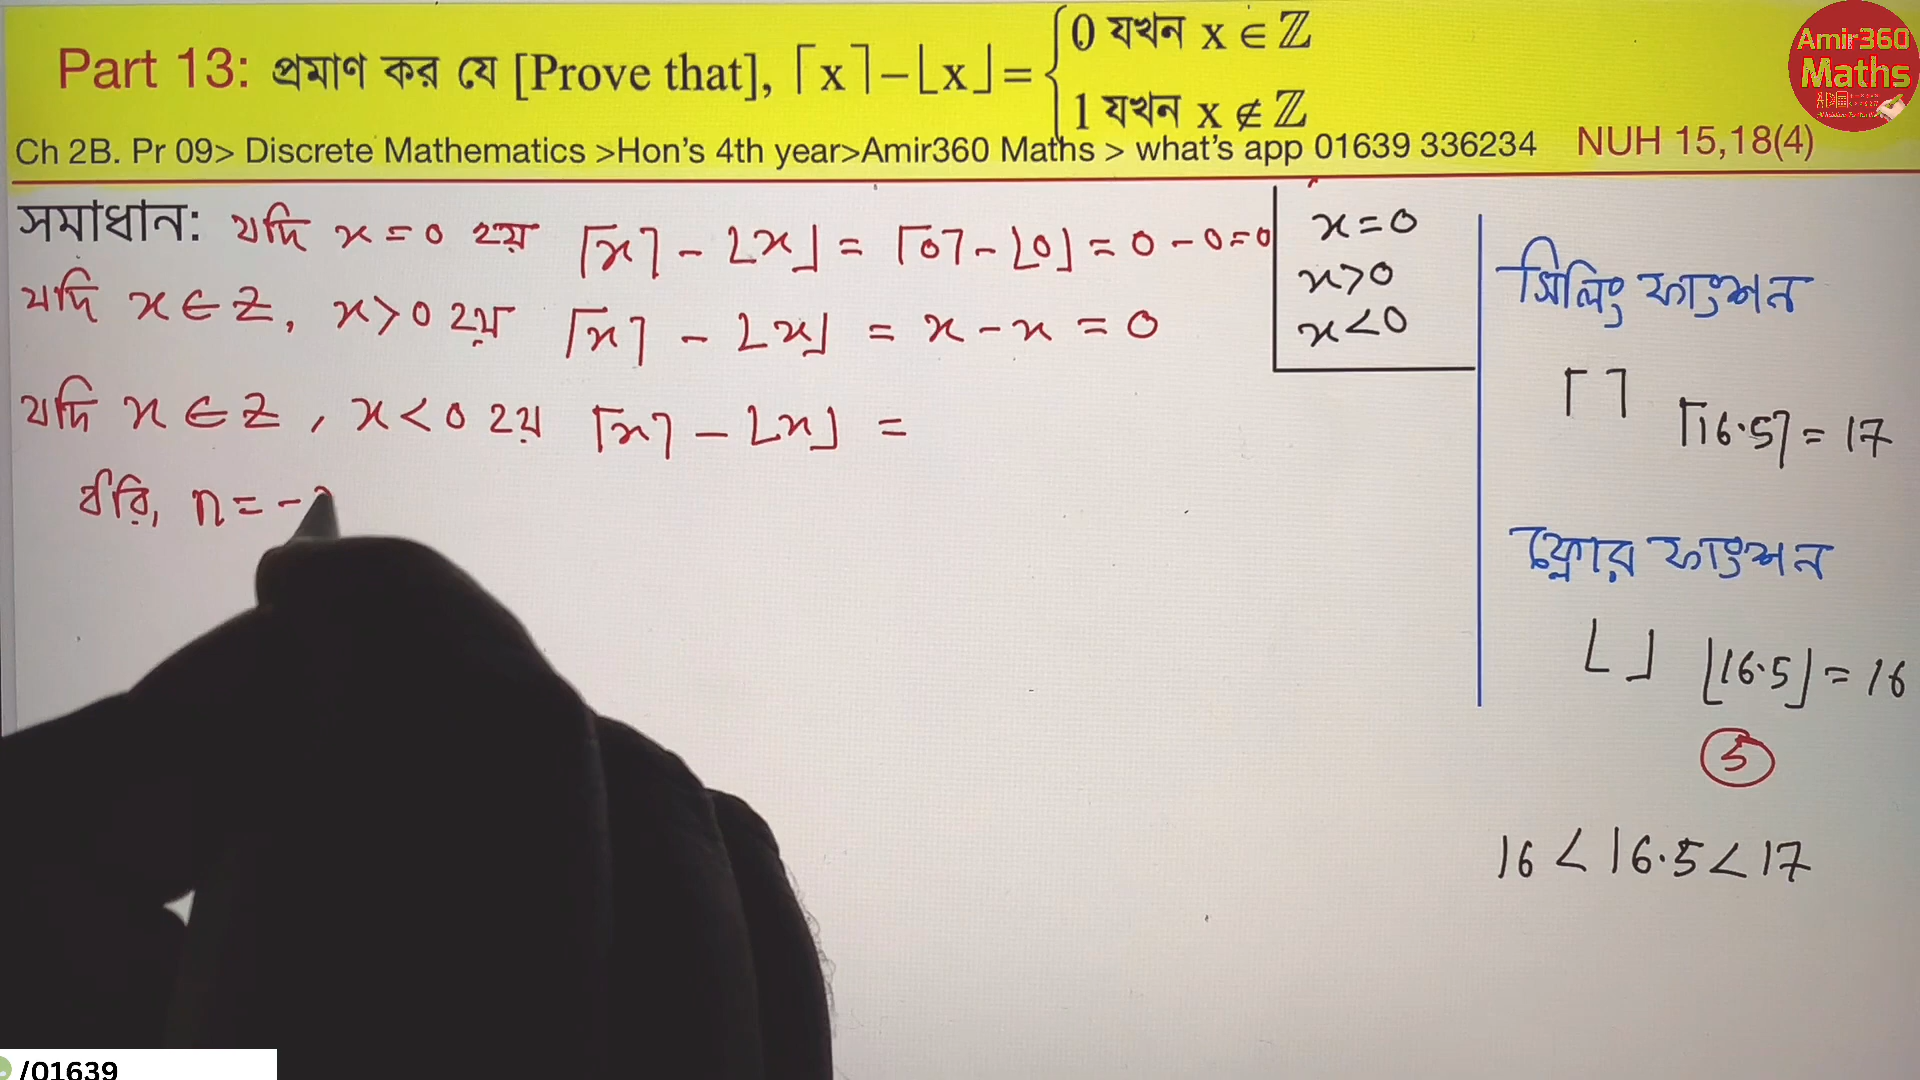 Part 13: প্রমাণ কর যে [Prove that], ⌈x⌉−⌊x⌋= { 0 যখন x ∈ ℤ
1 যখন x ∉ ℤ
Amir360
Maths
Ch 2B. Pr 09> Discrete Mathematics >Hon's 4th year>Amir360 Maths > what's app 01639 336234 NUH 15,18(4)
সমাধান: যদি x = 0 হয় ⌈x⌉ − ⌊x⌋ = ⌈0⌉ − ⌊0⌋ = 0 − 0 = 0
যদি x ∈ Z, x > 0 হয় ⌈x⌉ − ⌊x⌋ = x − x = 0
যদি x ∈ Z, x < 0 হয় ⌈x⌉ − ⌊x⌋ =
ধরি, n = -
x = 0
x > 0
x < 0
সিলিং ফাংশন
⌈ ⌉ ⌈16.5⌉ = 17
ফ্লোর ফাংশন
⌊ ⌋ ⌊16.5⌋ = 16
5
16 < 16.5 < 17
/01639